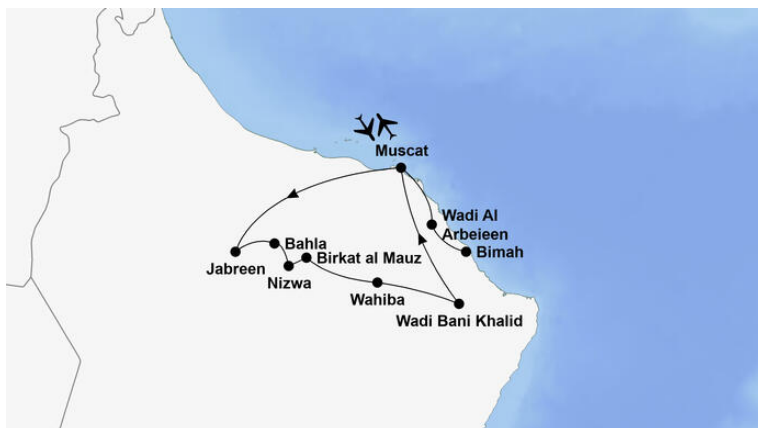 Muscat
Wadi Al
Arbeieen
Bimah
Bahla
Birkat al Mauz
Jabreen
Nizwa
Wahiba
Wadi Bani Khalid